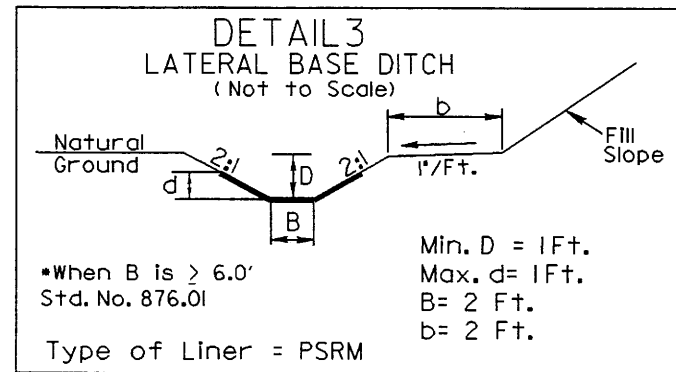 DETAIL3
LATERAL BASE DITCH
(Not to Scale)
b
Natural
Ground
2:1
d
D
2:1
1"/Ft.
Fill
Slope
B
*When B is ≥ 6.0'
Std. No. 876.01
Min. D = 1Ft.
Max. d= 1Ft.
B= 2 Ft.
b= 2 Ft.
Type of Liner = PSRM